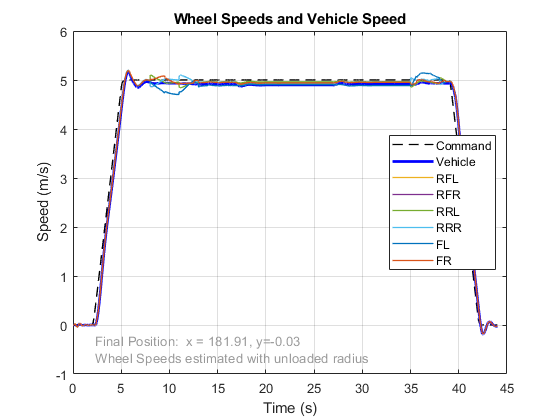 Wheel Speeds and Vehicle Speed
6
5
4
3
2
1
0
-1
Speed (m/s)
Command
Vehicle
RFL
RFR
RRL
RRR
FL
FR
Final Position:  x = 181.91, y=-0.03
Wheel Speeds estimated with unloaded radius
0 5 10 15 20 25 30 35 40 45
Time (s)